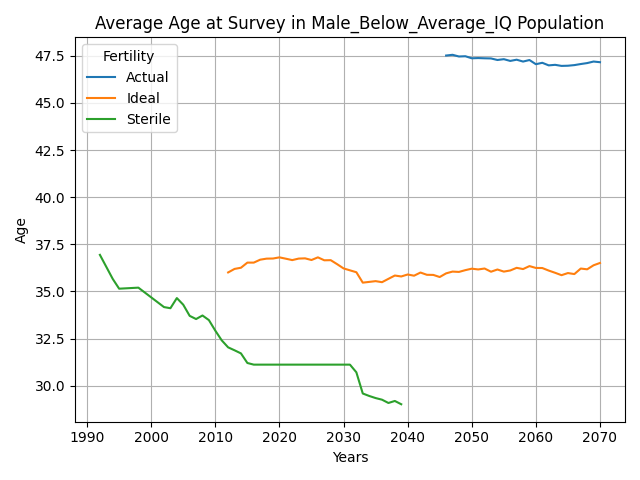 Average Age at Survey in Male_Below_Average_IQ Population
Fertility
Actual
Ideal
Sterile
Age
47.5
45.0
42.5
40.0
37.5
35.0
32.5
30.0
1990 2000 2010 2020 2030 2040 2050 2060 2070
Years